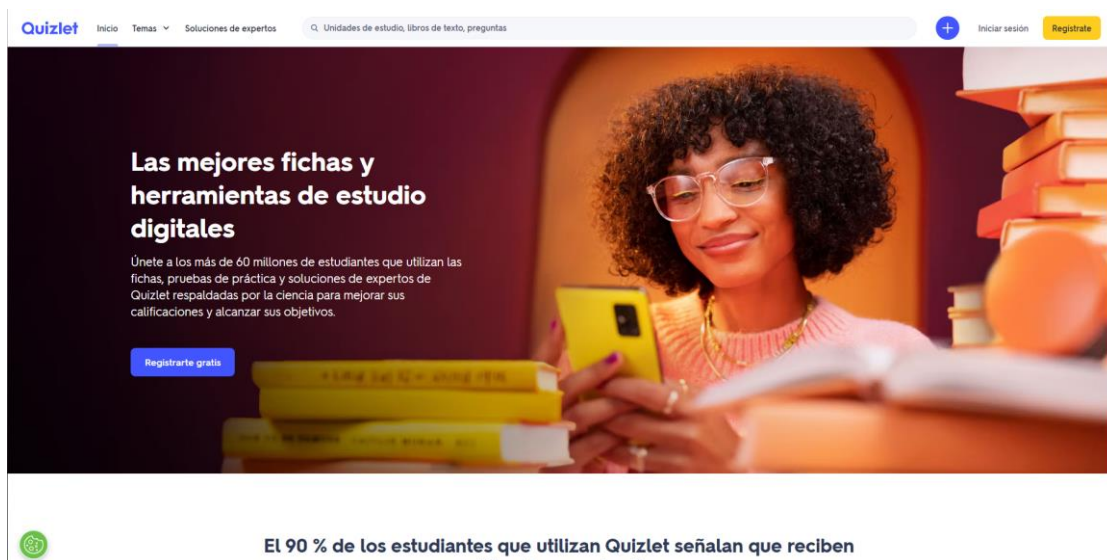 Quizlet
Inicio
Temas
Soluciones de expertos
Unidades de estudio, libros de texto, preguntas
Iniciar sesión
Regístrate
Las mejores fichas y
herramientas de estudio
digitales
Únete a los más de 60 millones de estudiantes que utilizan las
fichas, pruebas de práctica y soluciones de expertos de
Quizlet respaldadas por la ciencia para mejorar sus
calificaciones y alcanzar sus objetivos.
Registrarte gratis
El 90 % de los estudiantes que utilizan Quizlet señalan que reciben